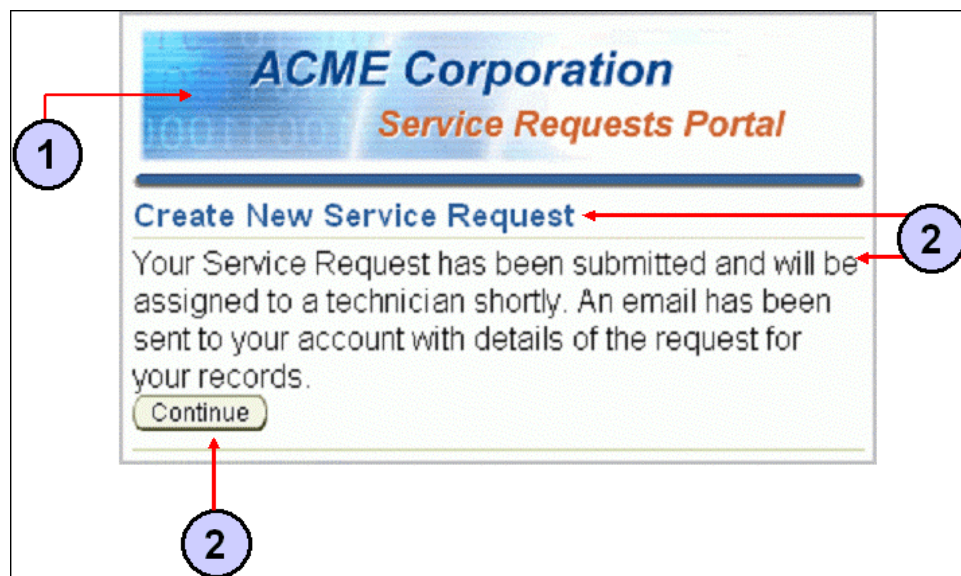 ACME Corporation
Service Requests Portal
1
Create New Service Request
2
Your Service Request has been submitted and will be
assigned to a technician shortly. An email has been
sent to your account with details of the request for
your records.
Continue
2